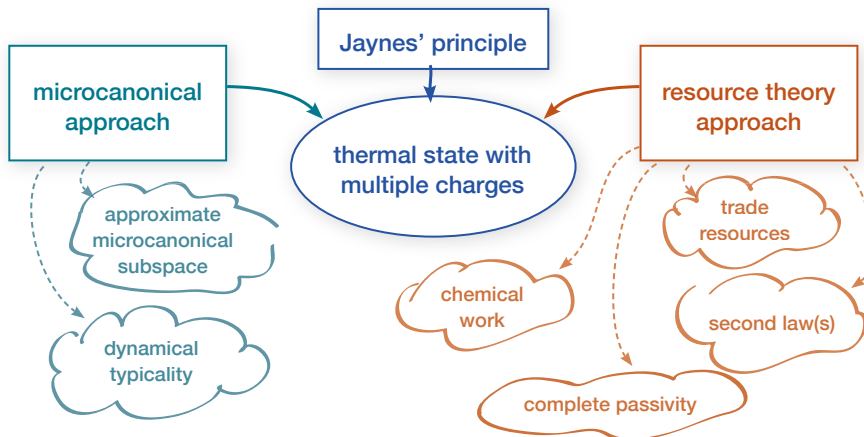 Jaynes’ principle
microcanonical
approach
resource theory
approach
thermal state with
multiple charges
approximate
microcanonical
subspace
trade
resources
chemical
work
second law(s)
dynamical
typicality
complete passivity